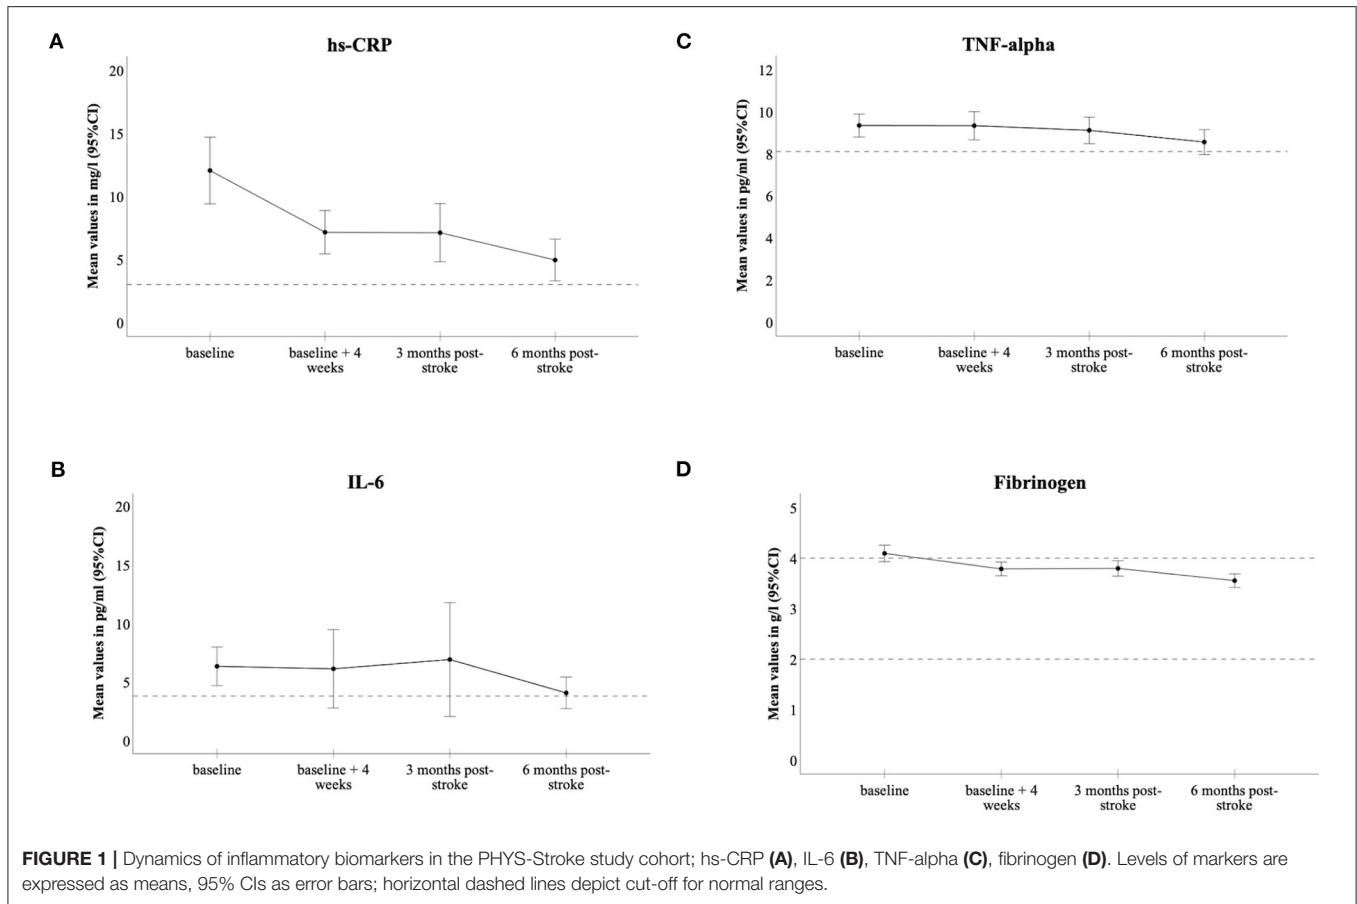 A
hs-CRP
Mean values in mg/l (95%CI)
20
15
10
5
0
baseline
baseline + 4
weeks
3 months post-
stroke
6 months post-
stroke
C
TNF-alpha
Mean values in pg/ml (95%CI)
12
10
8
6
4
2
0
baseline
baseline + 4
weeks
3 months post-
stroke
6 months post-
stroke
B
IL-6
Mean values in pg/ml (95%CI)
20
15
10
5
0
baseline
baseline + 4
weeks
3 months post-
stroke
6 months post-
stroke
D
Fibrinogen
Mean values in g/l (95%CI)
5
4
3
2
1
0
baseline
baseline + 4
weeks
3 months post-
stroke
6 months post-
stroke
FIGURE 1 | Dynamics of inflammatory biomarkers in the PHYS-Stroke study cohort; hs-CRP (A), IL-6 (B), TNF-alpha (C), fibrinogen (D). Levels of markers are
expressed as means, 95% CIs as error bars; horizontal dashed lines depict cut-off for normal ranges.